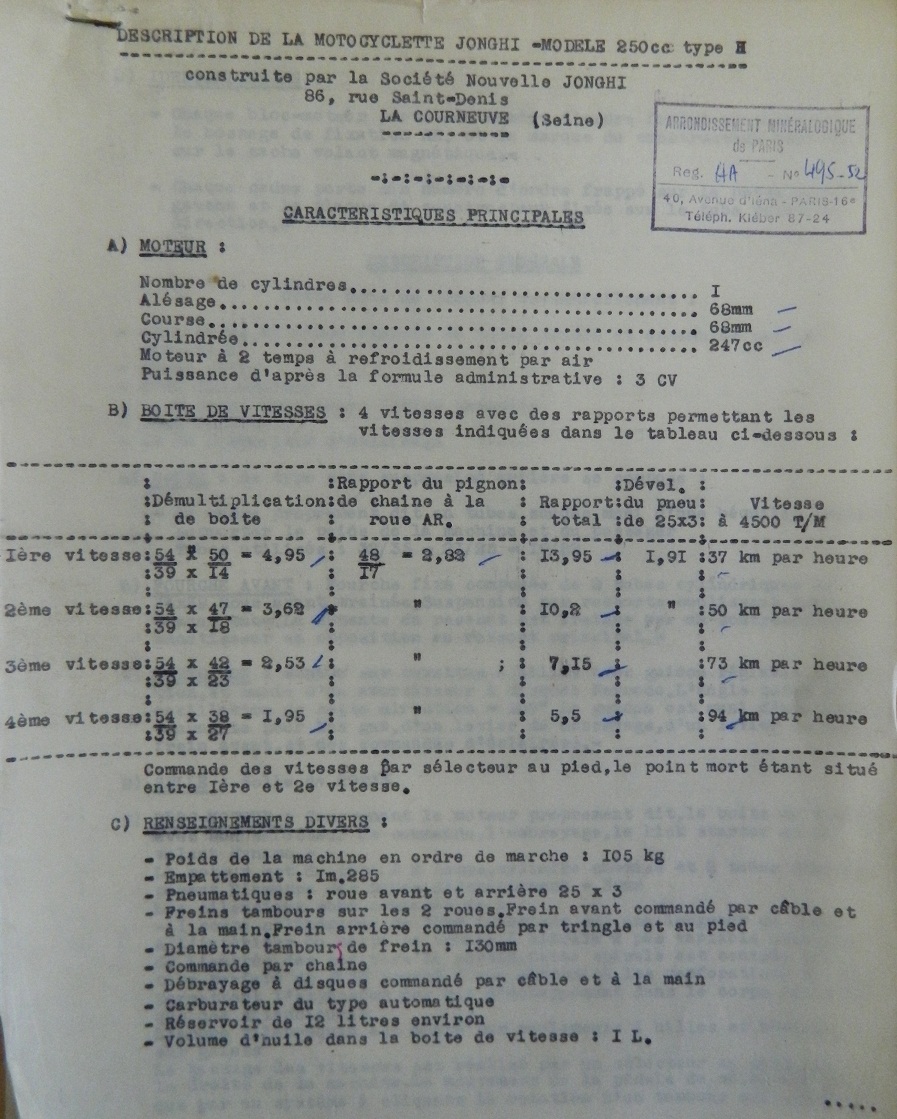 DESCRIPTION DE LA MOTOCYCLETTE JONGHI -MODELE 250cc type H
construite par la Société Nouvelle JONGHI
86, rue Saint-Denis
LA COURNEUVE (Seine)
-:-:-:-:-:-
ARRONDISSEMENT MINÉRALOGIQUE
de PARIS
Reg. HA - N° 495-52
40, Avenue d'Iéna - PARIS-16e
Téléph. Kléber 87-24
CARACTERISTIQUES PRINCIPALES
A) MOTEUR :
Nombre de cylindres........................................ I
Alésage.................................................... 68mm
Course..................................................... 68mm
Cylindrée.................................................. 247cc
Moteur à 2 temps à refroidissement par air
Puissance d'après la formule administrative : 3 CV
B) BOITE DE VITESSES : 4 vitesses avec des rapports permettant les
vitesses indiquées dans le tableau ci-dessous :
: :Rapport du pignon: :Dével. :
:Démultiplication:de chaine à la : Rapport:du pneu: Vitesse
: de boite : roue AR. : total :de 25x3: à 4500 T/M
Ière vitesse:54 x 50 = 4,95 : 48 = 2,82 : I3,95 : I,9I :37 km par heure
:39 x I4 : I7 : : :
2ème vitesse:54 x 47 = 3,62 : " : I0,2 : " :50 km par heure
:39 x I8 : : : :
3ème vitesse:54 x 42 = 2,53 : " ; : 7,I5 : :73 km par heure
:39 x 23 : : : :
4ème vitesse:54 x 38 = I,95 : " : 5,5 : :94 km par heure
:39 x 27 : : : :
Commande des vitesses par sélecteur au pied,le point mort étant situé
entre Ière et 2e vitesse.
C) RENSEIGNEMENTS DIVERS :
- Poids de la machine en ordre de marche : I05 kg
- Empattement : Im.285
- Pneumatiques : roue avant et arrière 25 x 3
- Freins tambours sur les 2 roues.Frein avant commandé par câble et
à la main.Frein arrière commandé par tringle et au pied
- Diamètre tambour de frein : I30mm
- Commande par chaine
- Débrayage à disques commandé par câble et à la main
- Carburateur du type automatique
- Réservoir de I2 litres environ
- Volume d'huile dans la boite de vitesse : I L.
.....